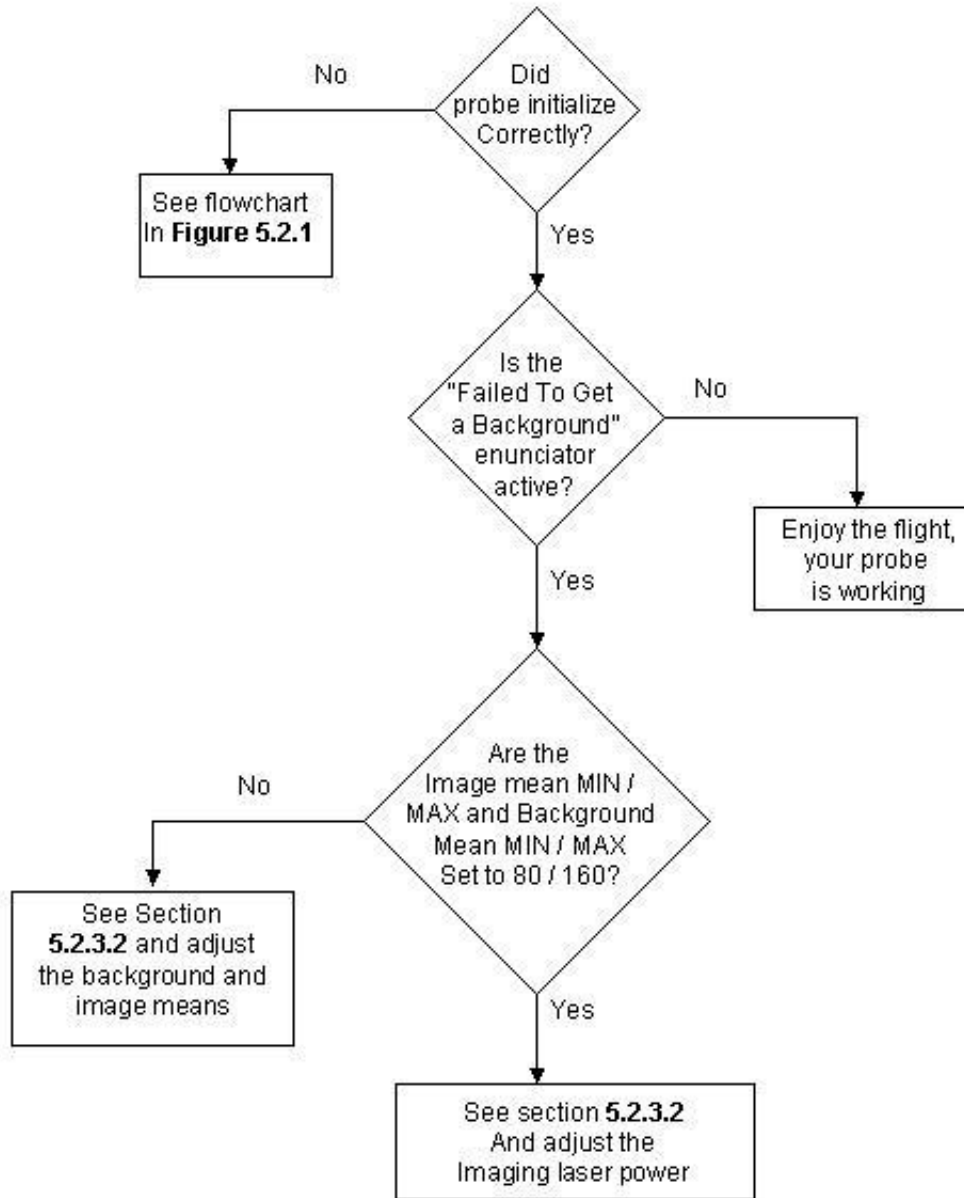 Did
probe initialize
Correctly?
No
See flowchart
In Figure 5.2.1
Yes
Is the
"Failed To Get
a Background"
enunciator
active?
No
Enjoy the flight,
your probe
is working
Yes
Are the
Image mean MIN /
MAX and Background
Mean MIN / MAX
Set to 80 / 160?
No
See Section
5.2.3.2 and adjust
the background and
image means
Yes
See section 5.2.3.2
And adjust the
Imaging laser power